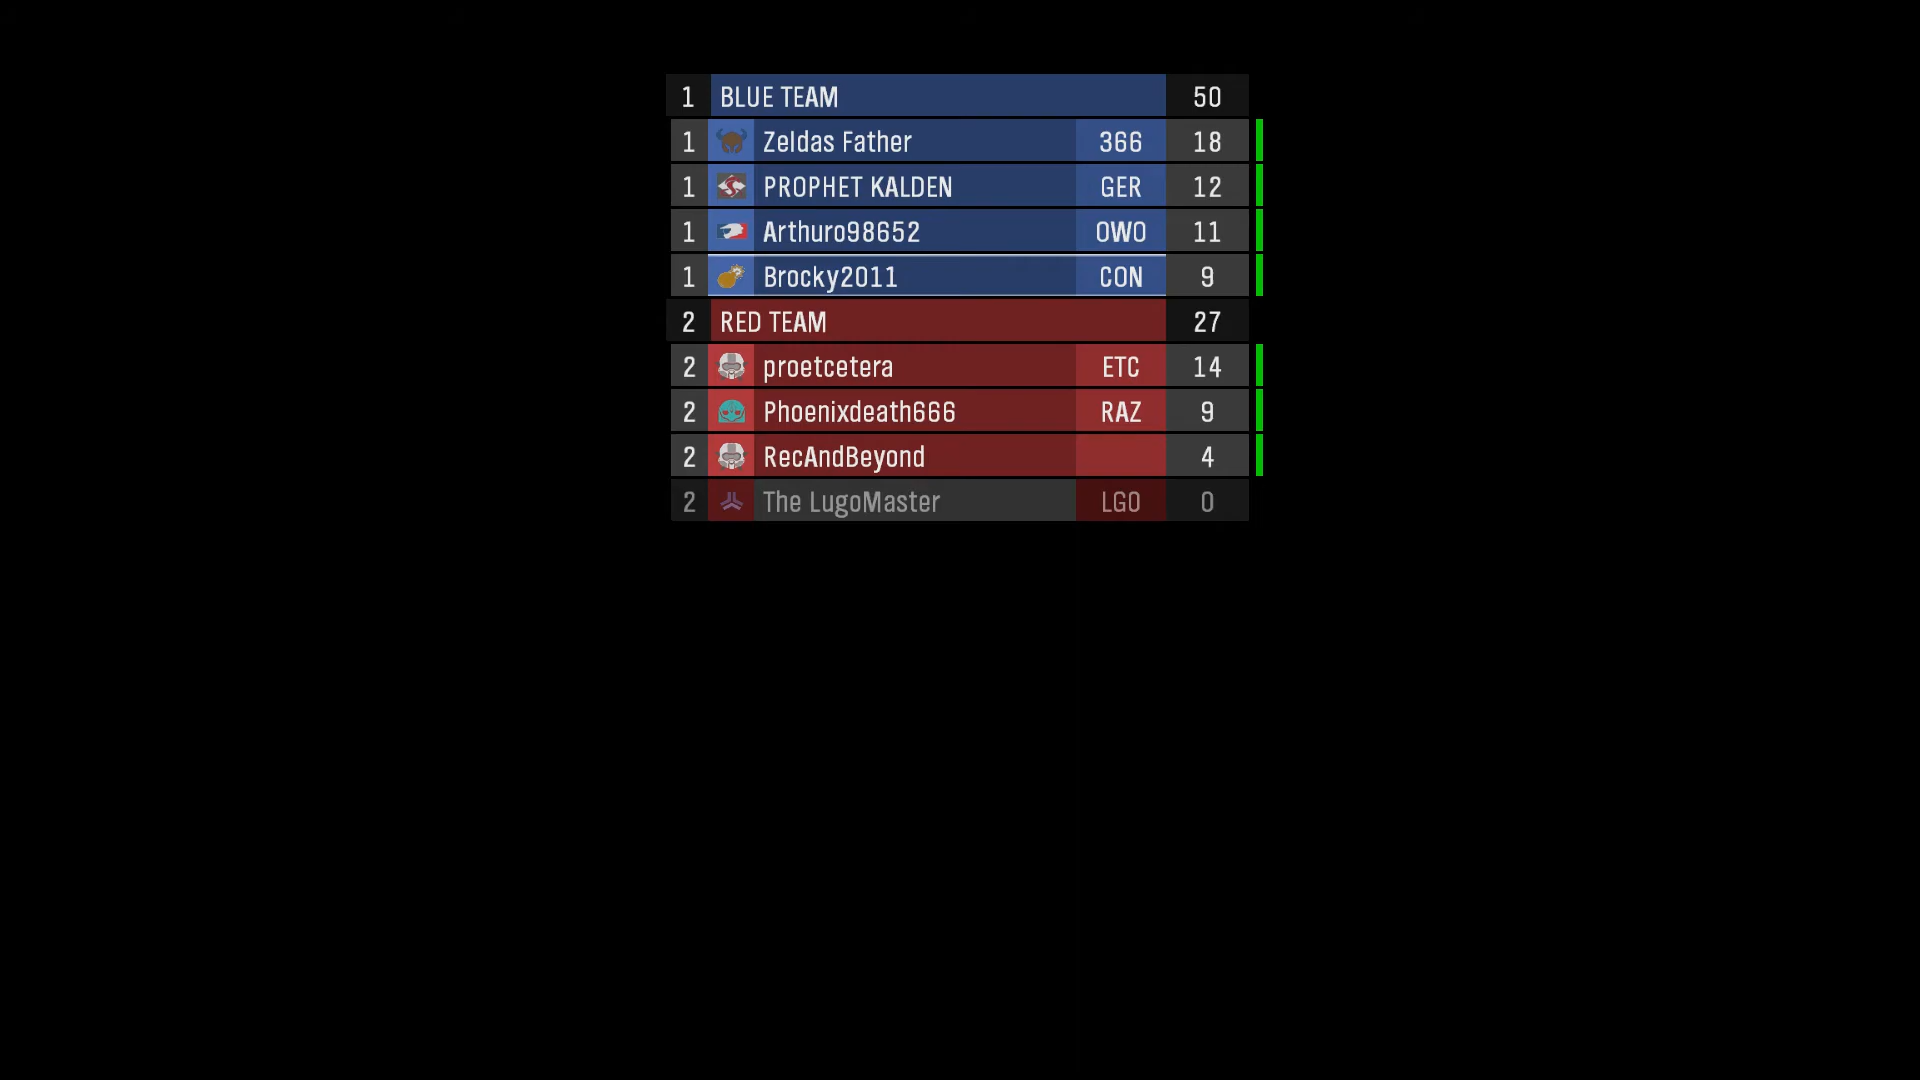 1 BLUE TEAM 50
1 Zeldas Father 366 18
1 PROPHET KALDEN GER 12
1 Arthuro98652 OWO 11
1 Brocky2011 CON 9
2 RED TEAM 27
2 proetcetera ETC 14
2 Phoenixdeath666 RAZ 9
2 RecAndBeyond 4
2 The LugoMaster LGO 0